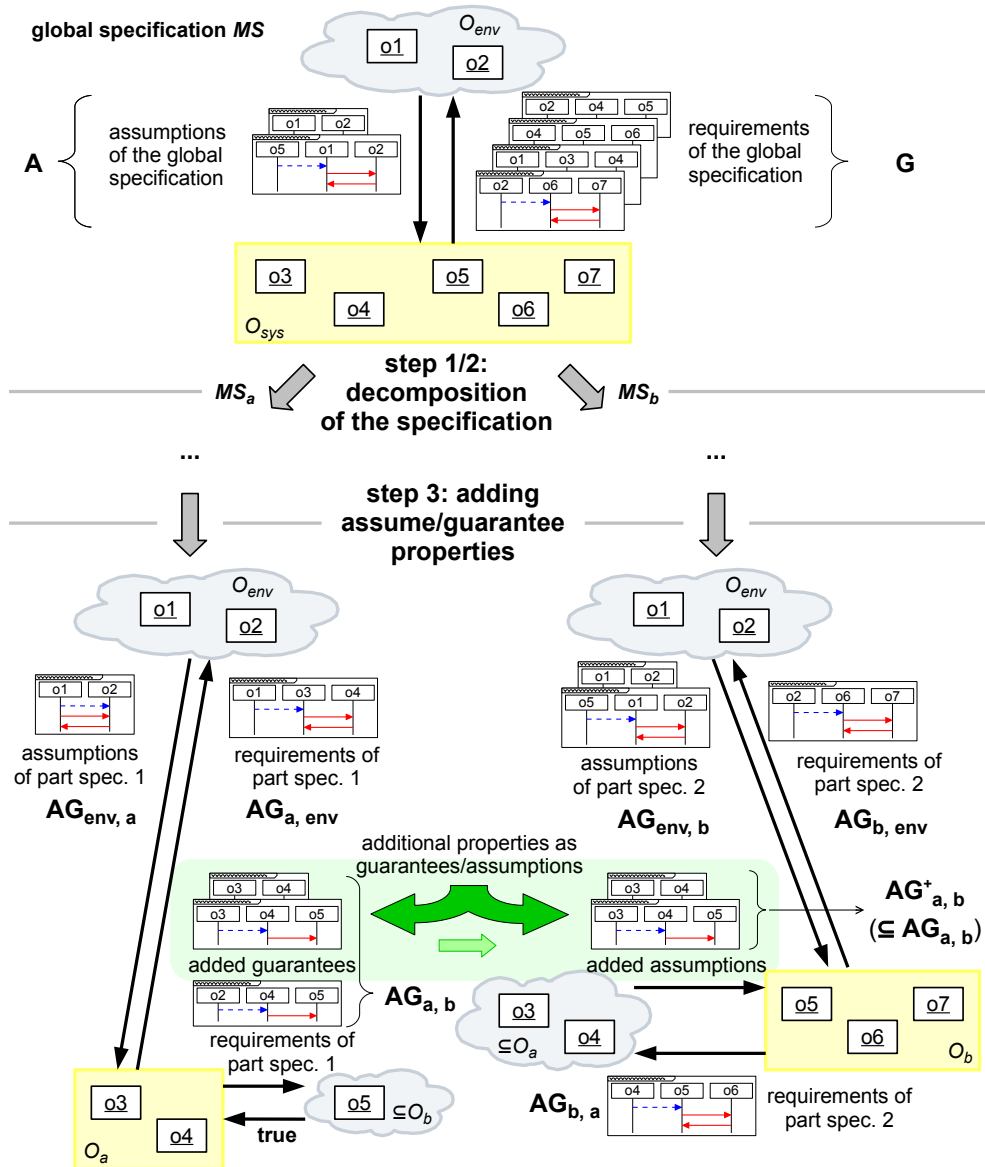 global specification MS
O_env
o1
o2
A
assumptions
of the global
specification
o1 o2
o5 o1 o2
o2 o4 o5
o4 o5 o6
o1 o3 o4
o2 o6 o7
requirements
of the global
specification
G
o3
o5
o7
o4
o6
O_sys
step 1/2:
decomposition
of the specification
MS_a
MS_b
...
...
step 3: adding
assume/guarantee
properties
O_env
o1
o2
o1 o2
assumptions
of part spec. 1
AG_env, a
o1 o3 o4
requirements of
part spec. 1
AG_a, env
O_env
o1
o2
o1 o2
o5 o1 o2
assumptions
of part spec. 2
AG_env, b
o2 o6 o7
requirements of
part spec. 2
AG_b, env
additional properties as
guarantees/assumptions
o3 o4
o3 o4 o5
added guarantees
o3 o4
o3 o4 o5
added assumptions
AG⁺_a, b
(⊆ AG_a, b)
o2 o4 o5
requirements of
part spec. 1
AG_a, b
o3
o4
O_a
true
o5
⊆O_b
o3
o4
⊆O_a
o5
o7
o6
O_b
AG_b, a
o4 o5 o6
requirements of
part spec. 2